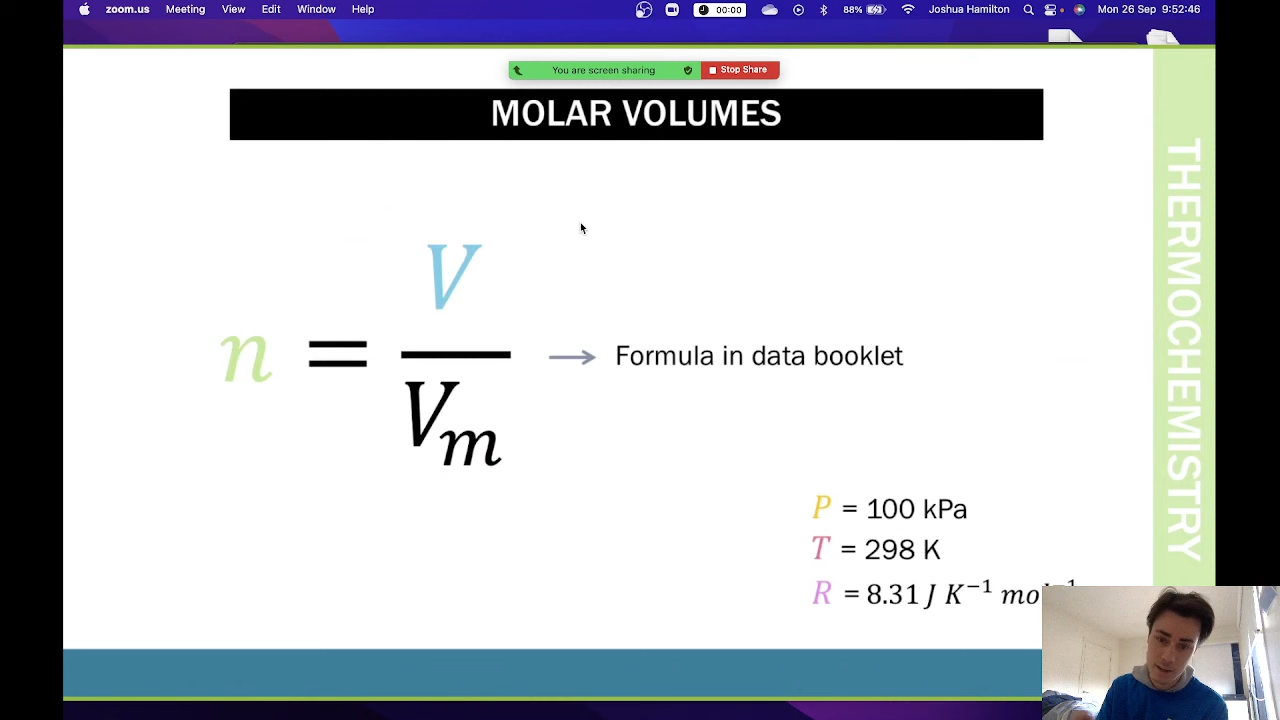 zoom.us Meeting View Edit Window Help 00:00 88% Joshua Hamilton Mon 26 Sep 9:52:46
You are screen sharing Stop Share
MOLAR VOLUMES
THERMOCHEMISTRY
n = V / Vₘ → Formula in data booklet
P = 100 kPa
T = 298 K
R = 8.31 J K⁻¹